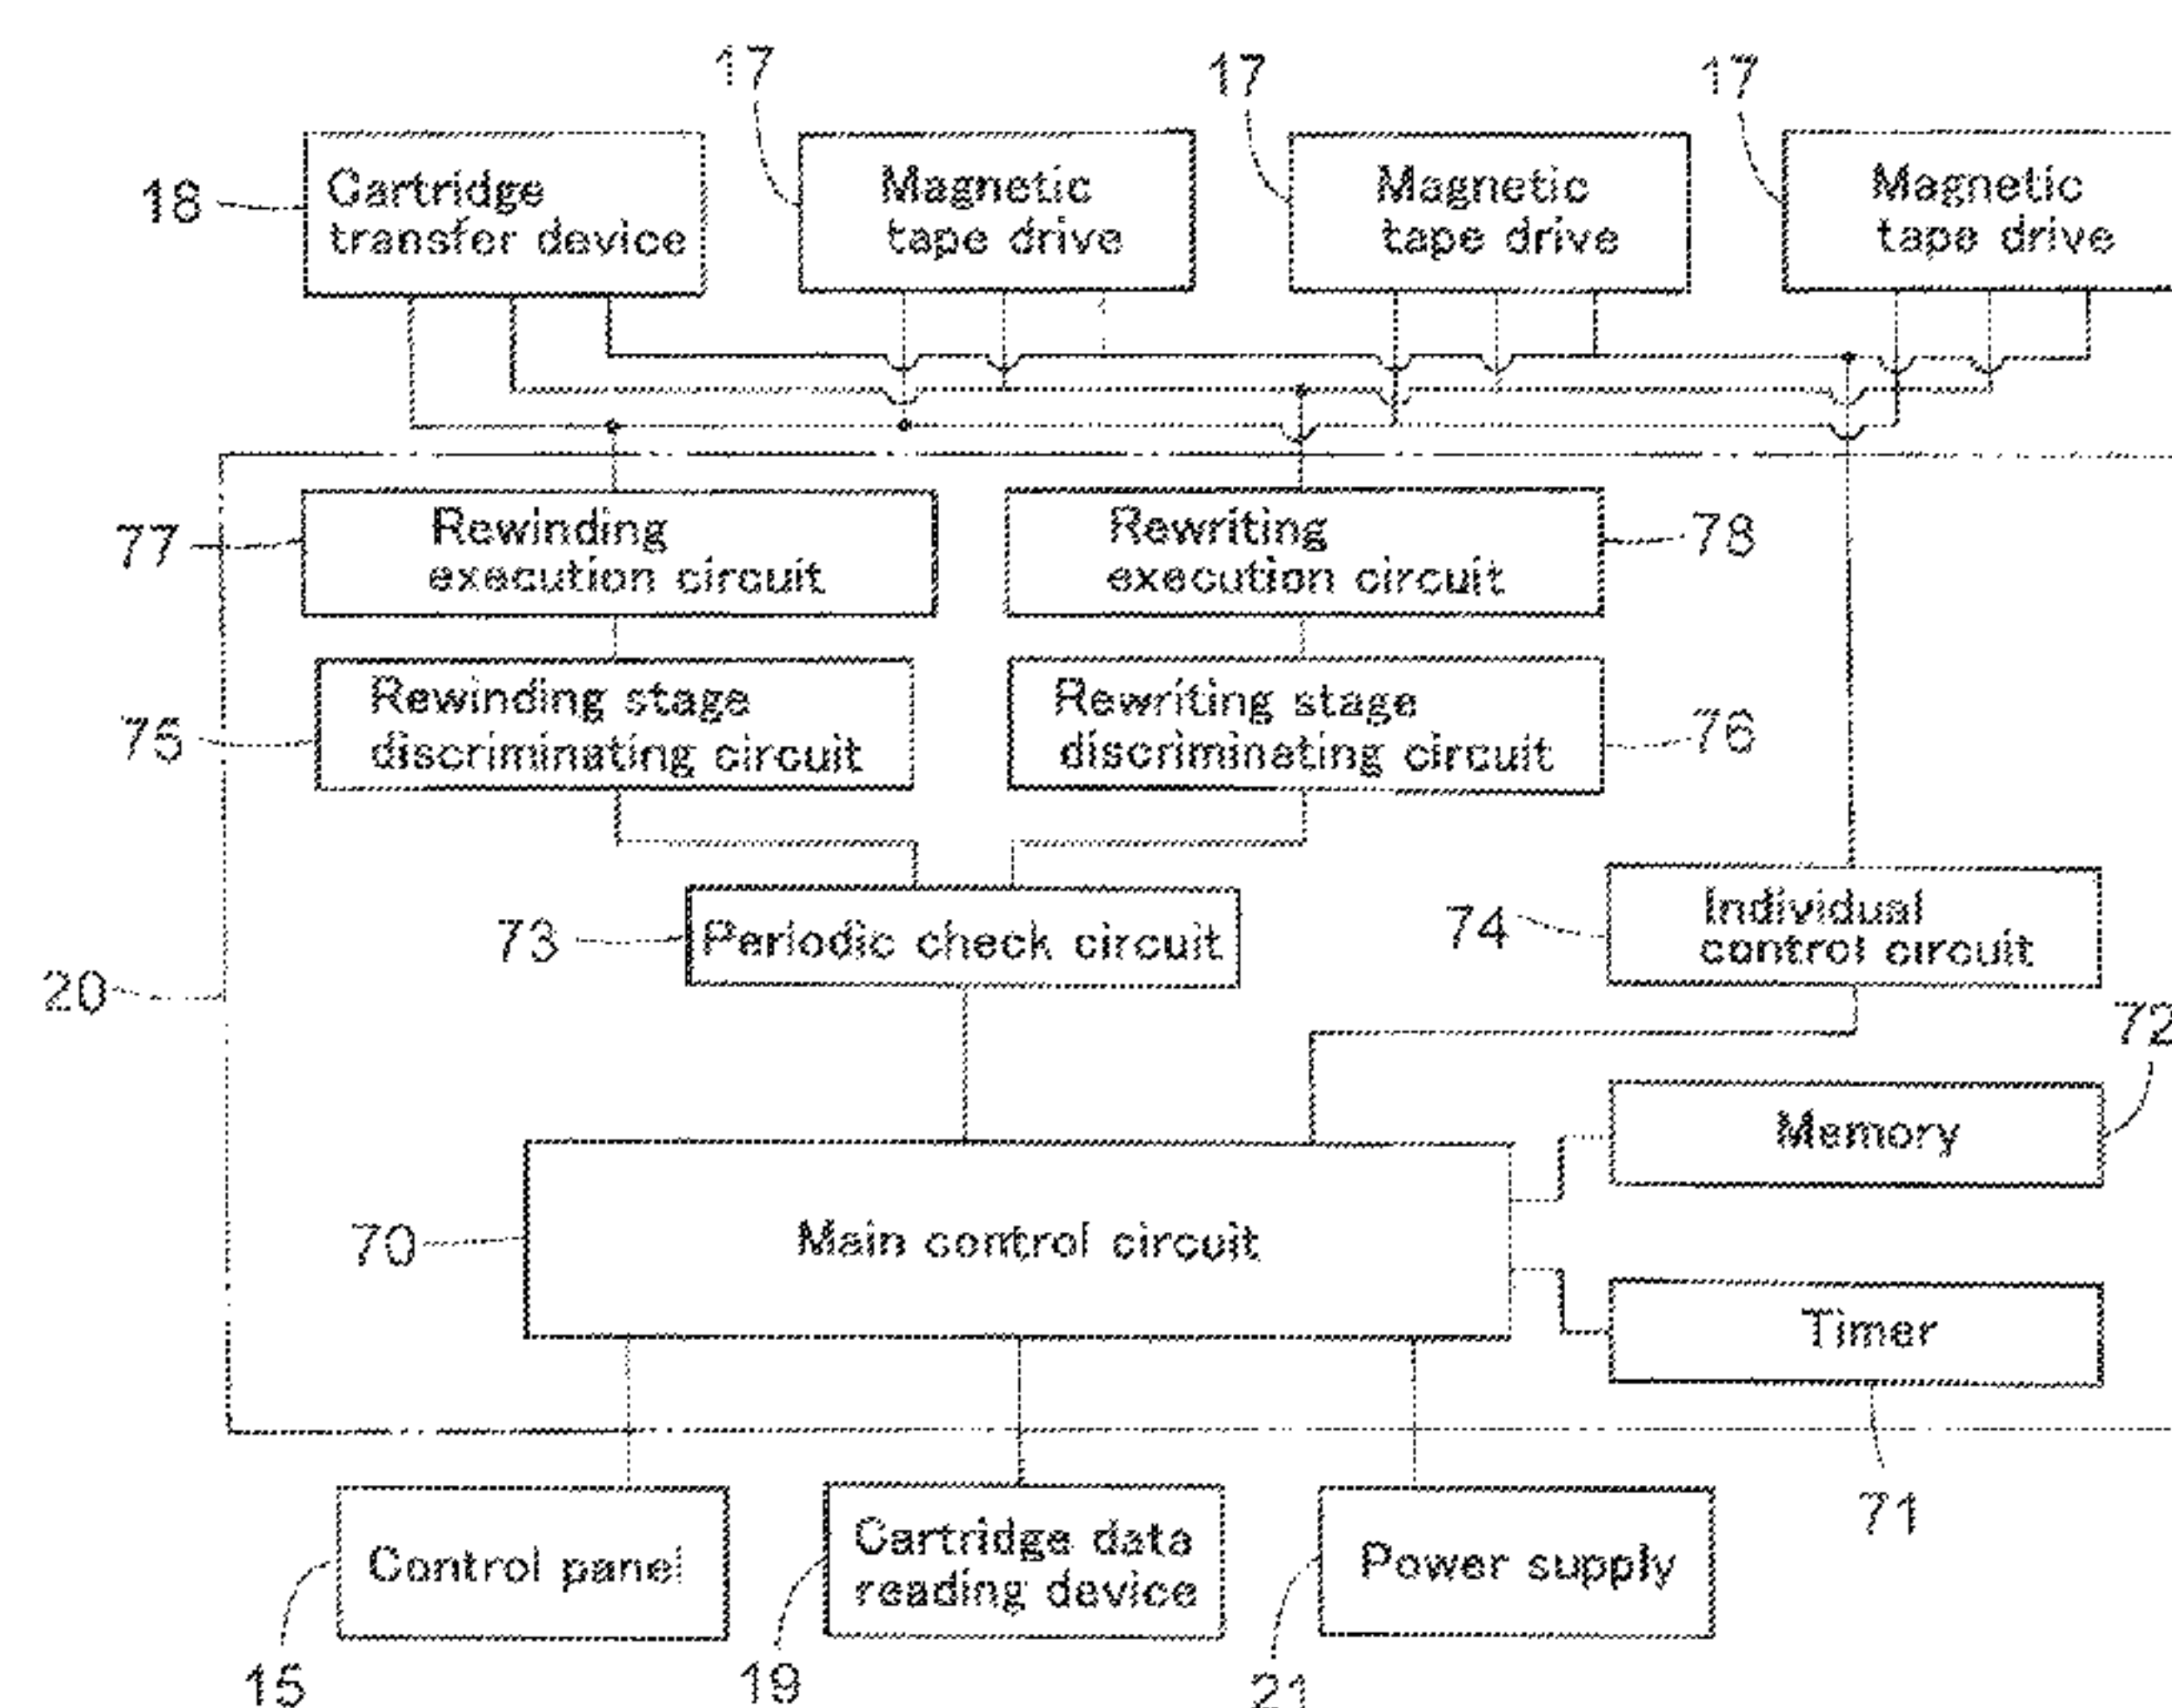 17
17
17
18
Cartridge
transfer device
Magnetic
tape drive
Magnetic
tape drive
Magnetic
tape drive
77
Rewinding
execution circuit
Rewriting
execution circuit
78
75
Rewinding stage
discriminating circuit
Rewriting stage
discriminating circuit
76
73
Periodic check circuit
74
Individual
control circuit
20
72
Memory
70
Main control circuit
Timer
71
Control panel
Cartridge data
reading device
Power supply
15
19
21